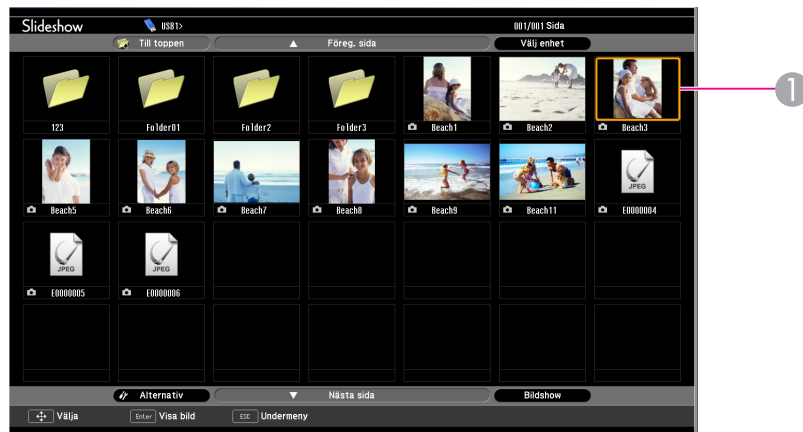 Slideshow USB1> 001/001 Sida
Till toppen ▲ Föreg. sida Välj enhet
123 Folder01 Folder2 Folder3 Beach1 Beach2 Beach3
1
Beach5 Beach6 Beach7 Beach8 Beach9 Beach11 JPEG E0000004
JPEG E0000005 JPEG E0000006
Alternativ ▼ Nästa sida Bildshow
Välja Enter Visa bild ESC Undermeny